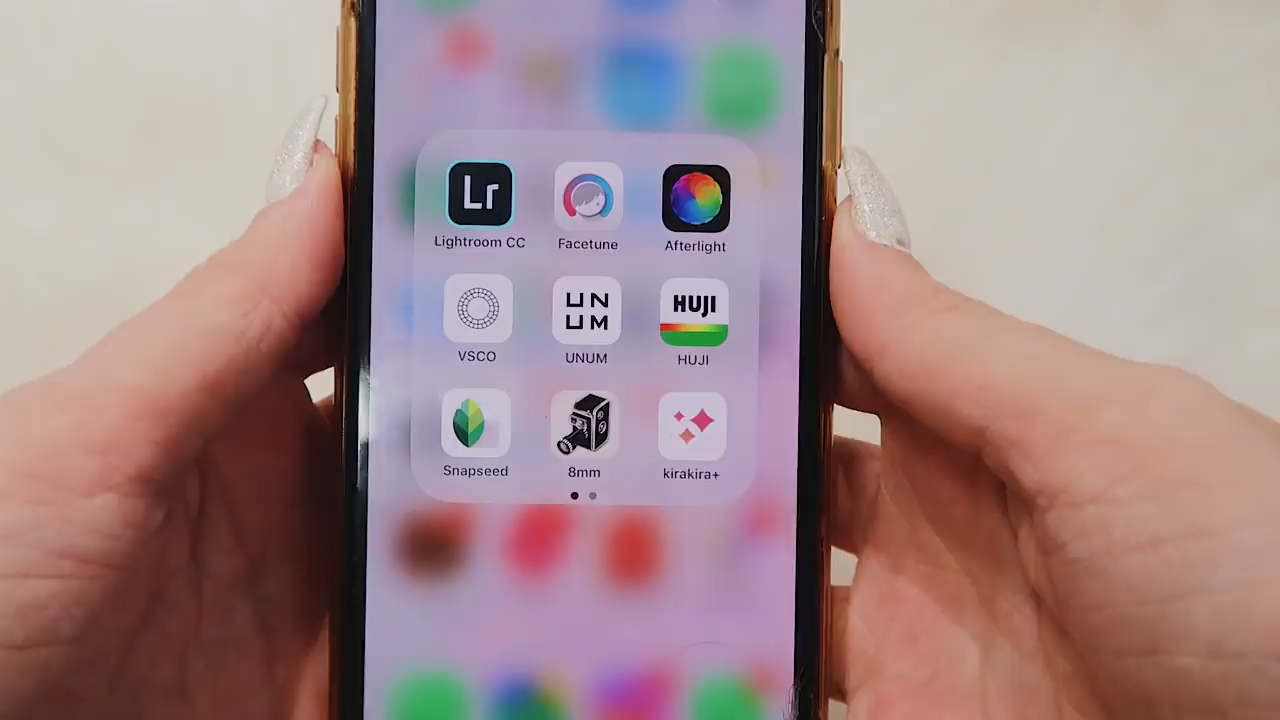 Lr
Lightroom CC
Facetune
Afterlight
VSCO
UN
UM
UNUM
HUJI
HUJI
Snapseed
8mm
kirakira+